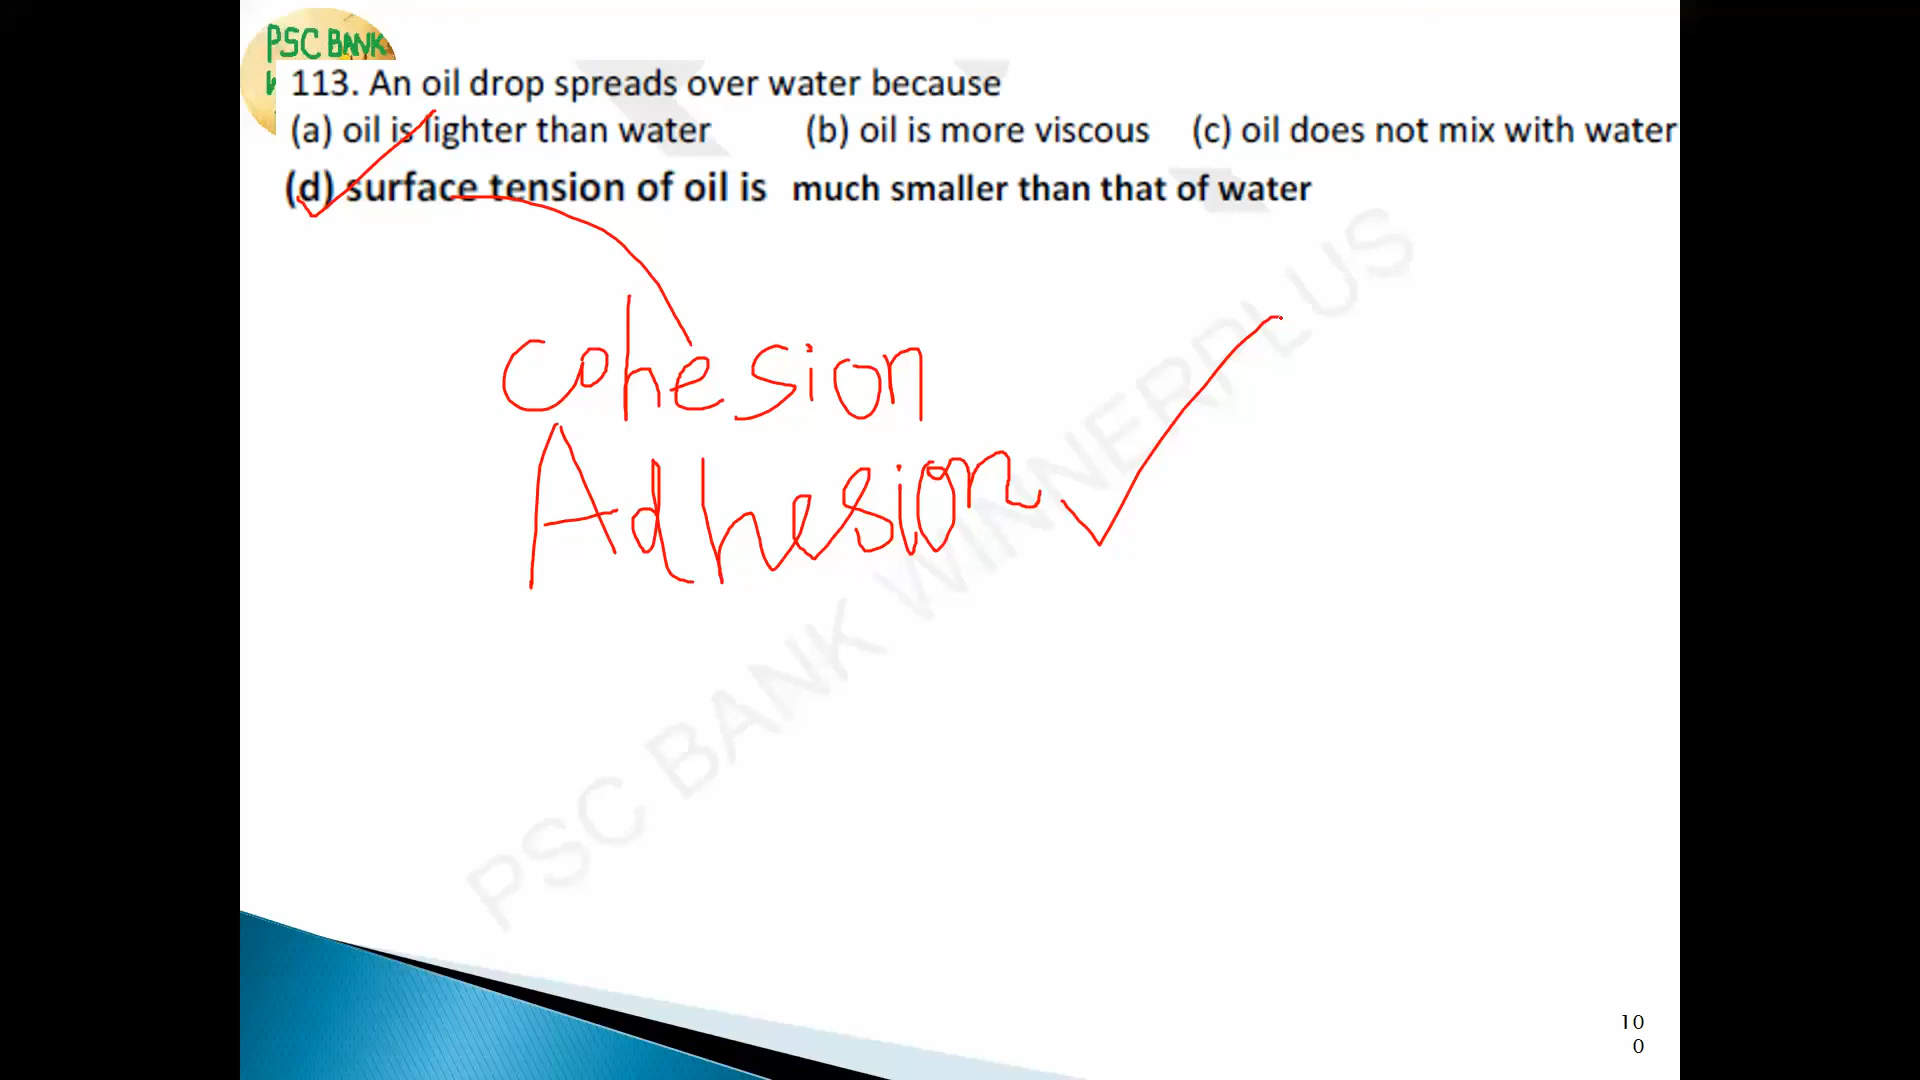 PSC BANK
113. An oil drop spreads over water because
(a) oil is lighter than water (b) oil is more viscous (c) oil does not mix with water
(d) surface tension of oil is much smaller than that of water
cohesion
Adhesion
PSC BANK WINNERPLUS
10
0